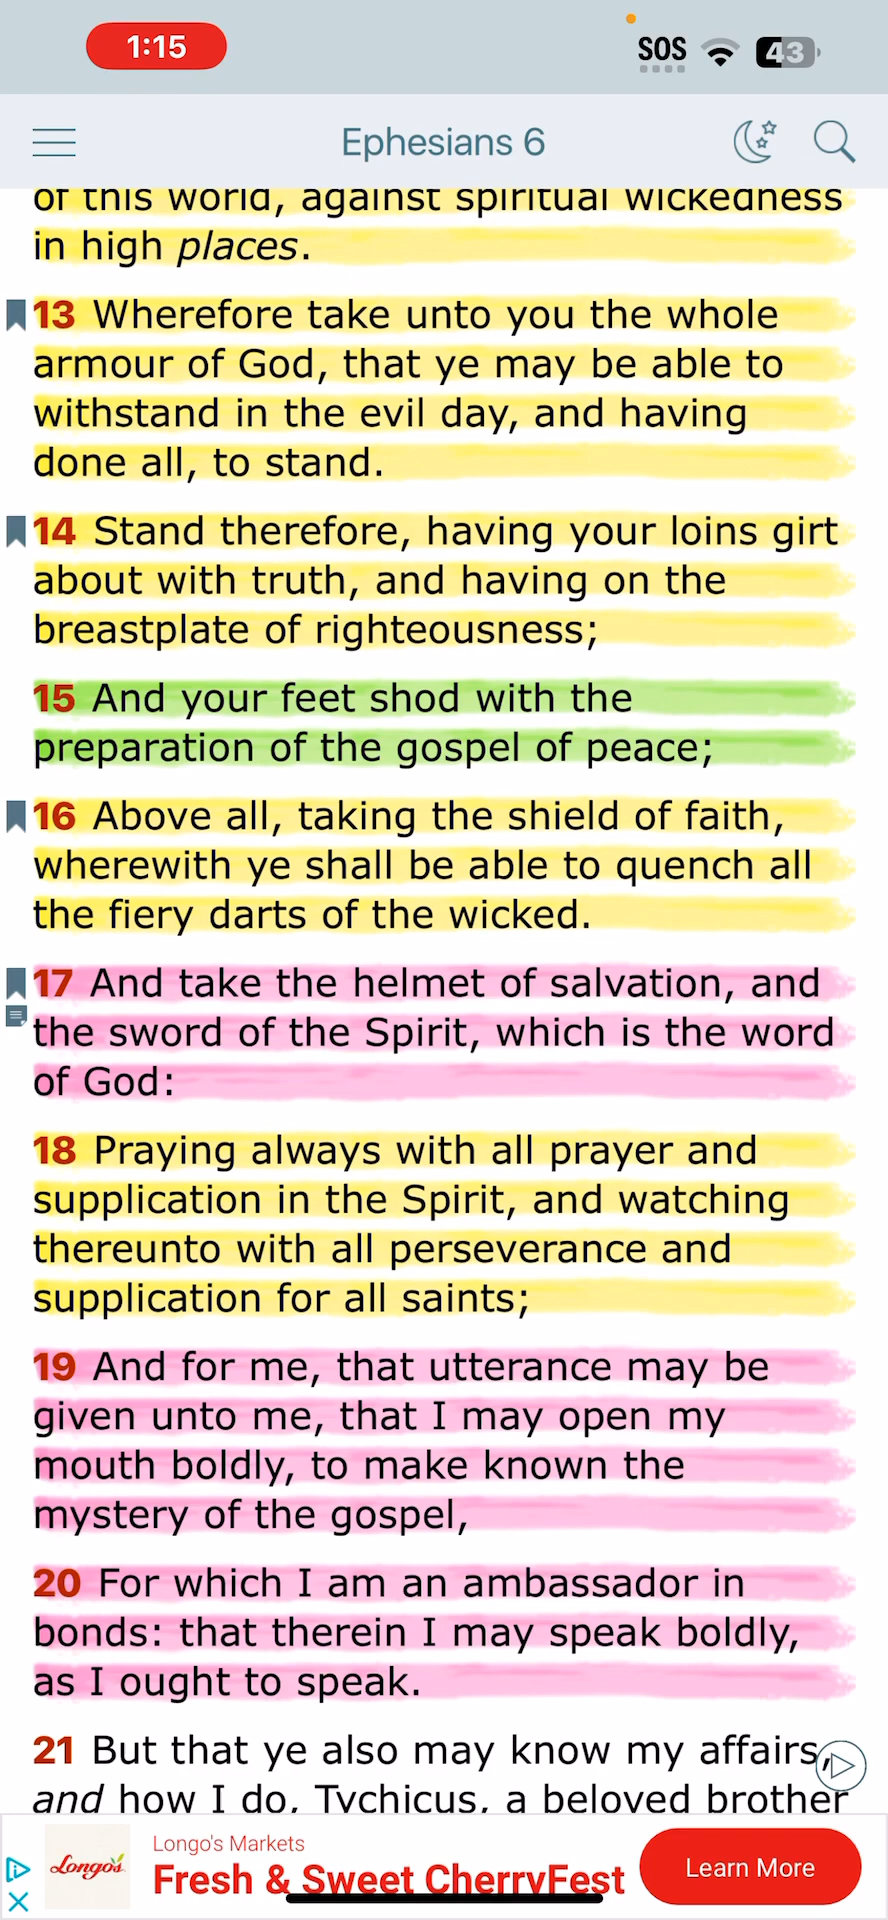 1:15
SOS
43
Ephesians 6
of this world, against spiritual wickedness
in high places.
13 Wherefore take unto you the whole
armour of God, that ye may be able to
withstand in the evil day, and having
done all, to stand.
14 Stand therefore, having your loins girt
about with truth, and having on the
breastplate of righteousness;
15 And your feet shod with the
preparation of the gospel of peace;
16 Above all, taking the shield of faith,
wherewith ye shall be able to quench all
the fiery darts of the wicked.
17 And take the helmet of salvation, and
the sword of the Spirit, which is the word
of God:
18 Praying always with all prayer and
supplication in the Spirit, and watching
thereunto with all perseverance and
supplication for all saints;
19 And for me, that utterance may be
given unto me, that I may open my
mouth boldly, to make known the
mystery of the gospel,
20 For which I am an ambassador in
bonds: that therein I may speak boldly,
as I ought to speak.
21 But that ye also may know my affairs,
and how I do, Tychicus, a beloved brother
Longo's
Longo's Markets
Fresh & Sweet CherryFest
Learn More